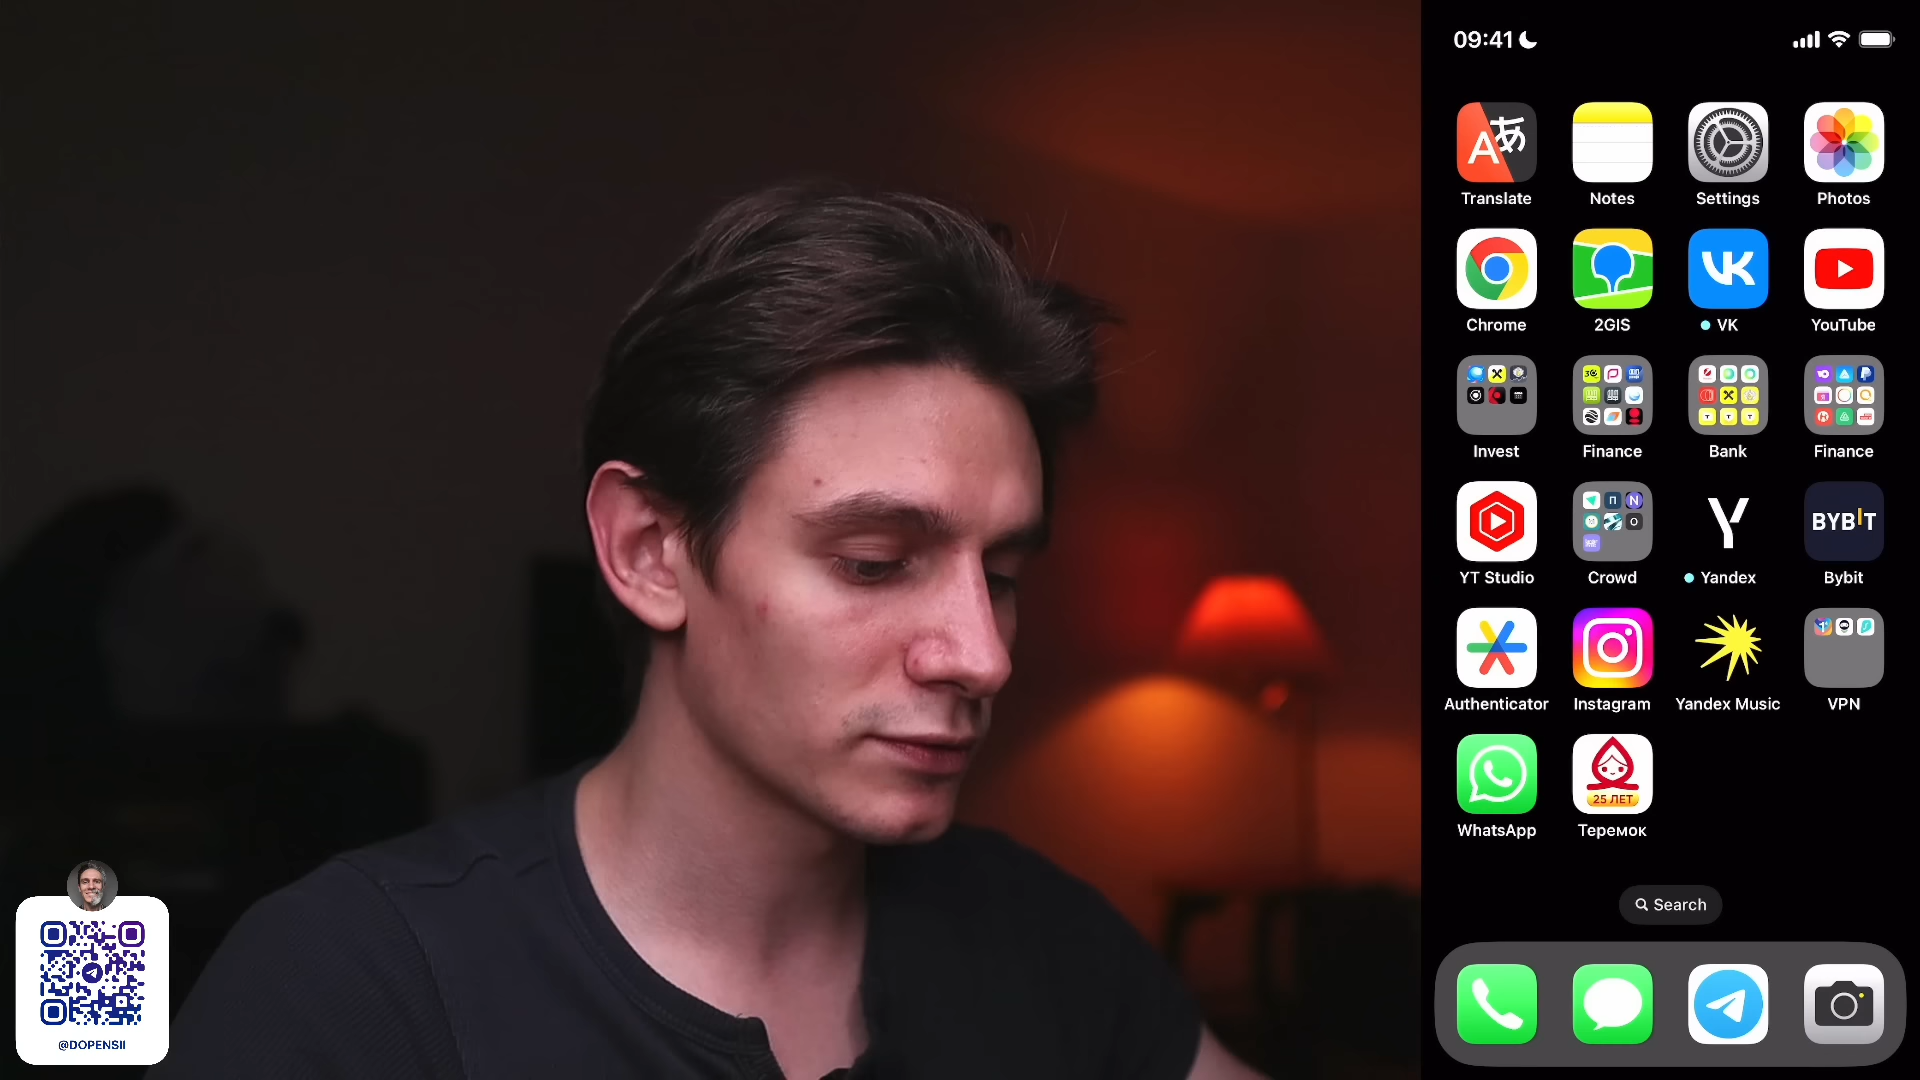 09:41
Translate
Notes
Settings
Photos
Chrome
2GIS
VK
YouTube
Invest
Finance
Bank
Finance
YT Studio
Crowd
Yandex
BYBIT
Bybit
Authenticator
Instagram
Yandex Music
VPN
25 ЛЕТ
WhatsApp
Теремок
Search
@DOPENSII